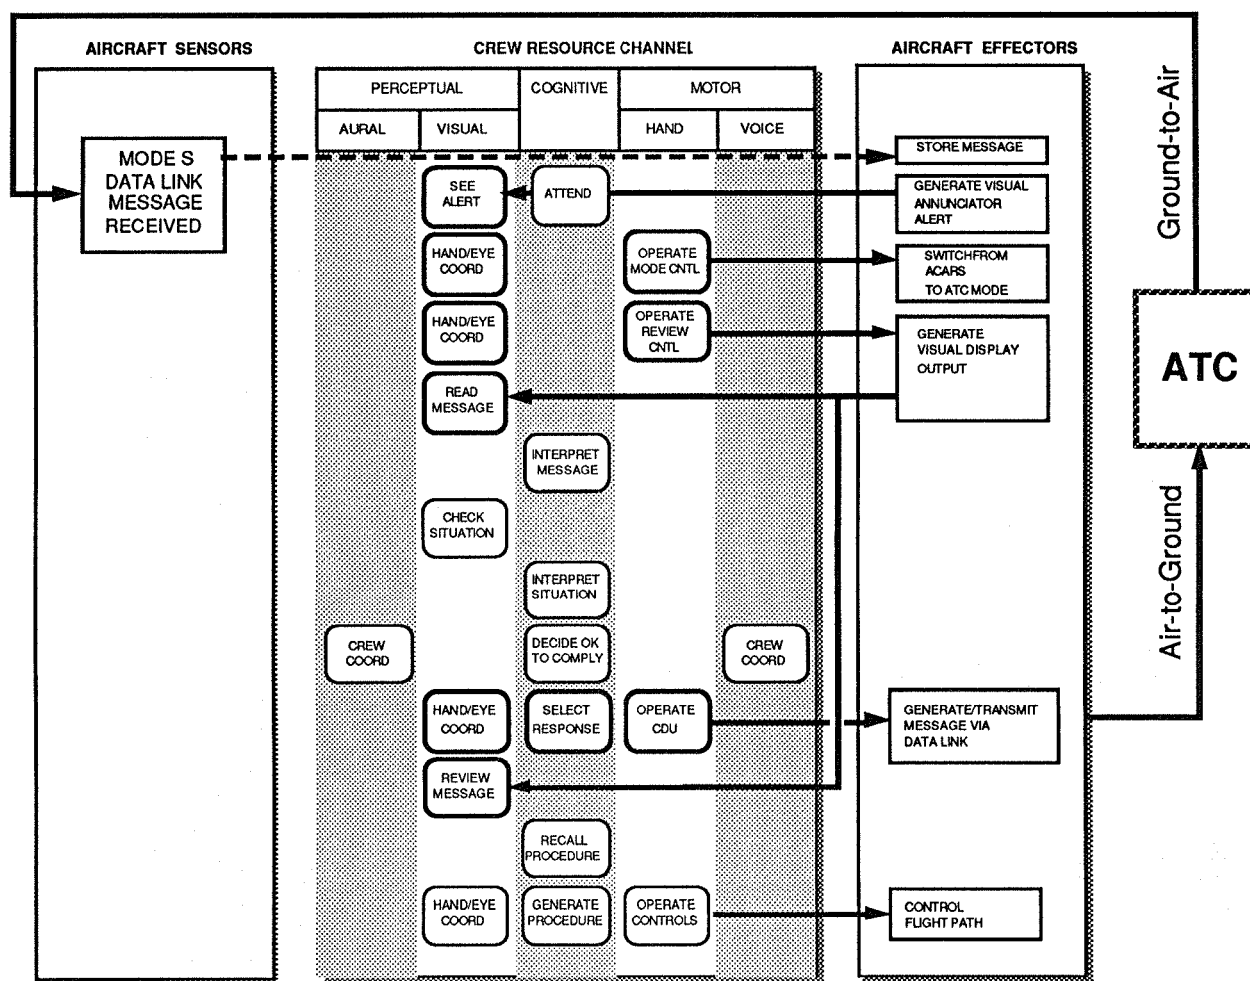 AIRCRAFT SENSORS
CREW RESOURCE CHANNEL
AIRCRAFT EFFECTORS
PERCEPTUAL
COGNITIVE
MOTOR
AURAL
VISUAL
HAND
VOICE
MODE S
DATA LINK
MESSAGE
RECEIVED
STORE MESSAGE
SEE
ALERT
ATTEND
GENERATE VISUAL
ANNUNCIATOR
ALERT
HAND/EYE
COORD
OPERATE
MODE CNTL
SWITCHFROM
ACARS
TO ATC MODE
HAND/EYE
COORD
OPERATE
REVIEW
CNTL
GENERATE
VISUAL DISPLAY
OUTPUT
READ
MESSAGE
INTERPRET
MESSAGE
CHECK
SITUATION
INTERPRET
SITUATION
CREW
COORD
DECIDE OK
TO COMPLY
CREW
COORD
HAND/EYE
COORD
SELECT
RESPONSE
OPERATE
CDU
GENERATE/TRANSMIT
MESSAGE VIA
DATA LINK
REVIEW
MESSAGE
RECALL
PROCEDURE
HAND/EYE
COORD
GENERATE
PROCEDURE
OPERATE
CONTROLS
CONTROL
FLIGHT PATH
Ground-to-Air
ATC
Air-to-Ground